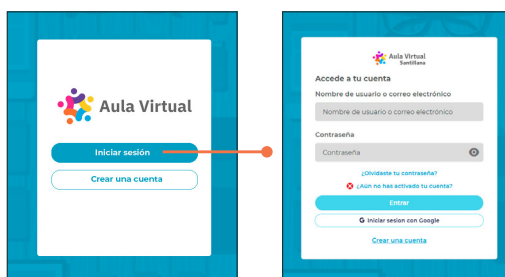 Aula Virtual
Iniciar sesión
Crear una cuenta
Aula Virtual
Santillana
Accede a tu cuenta
Nombre de usuario o correo electrónico
Nombre de usuario o correo electrónico
Contraseña
Contraseña
¿Olvidaste tu contraseña?
¿Aún no has activado tu cuenta?
Entrar
G Iniciar sesion con Google
Crear una cuenta